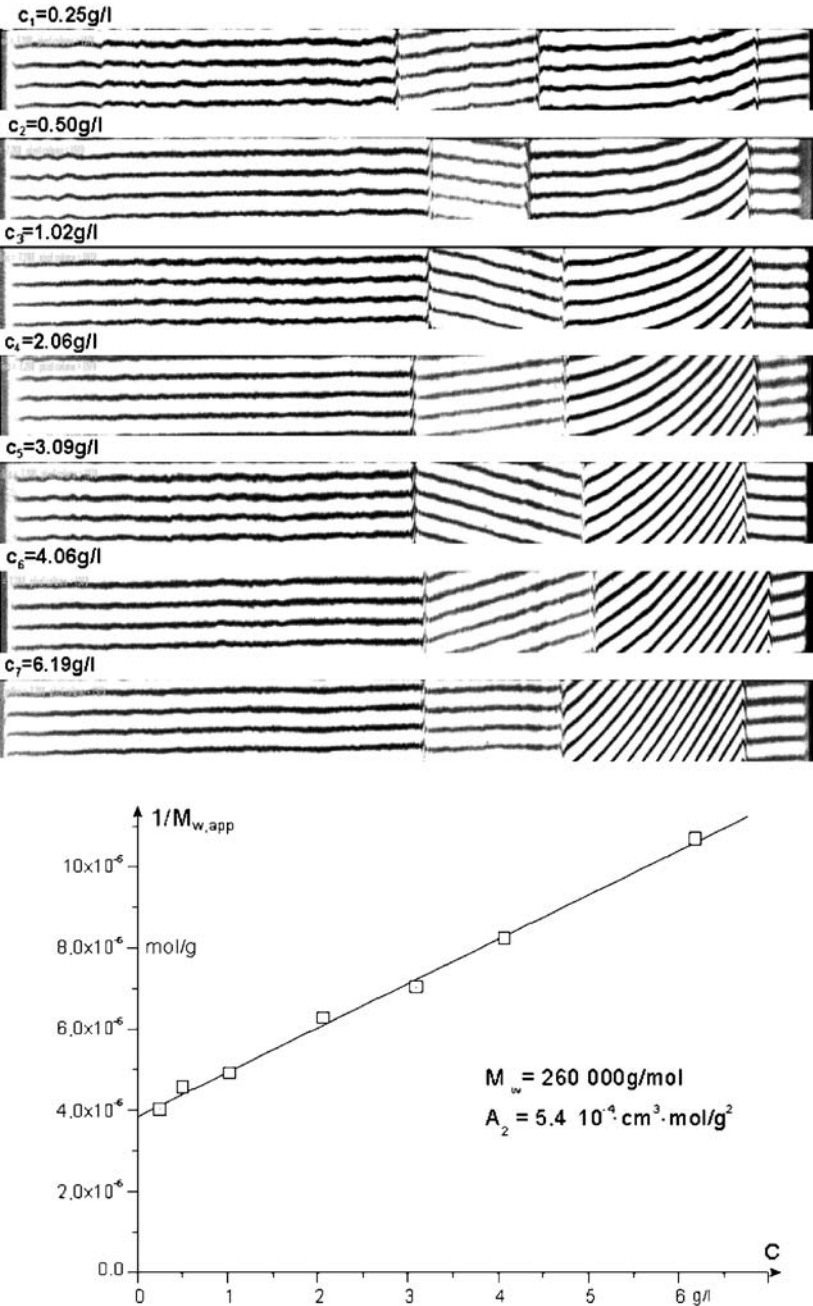 c₁=0.25g/l
c₂=0.50g/l
c₃=1.02g/l
c₄=2.06g/l
c₅=3.09g/l
c₆=4.06g/l
c₇=6.19g/l
1/Mw,app
10x10⁻⁶
8.0x10⁻⁶ mol/g
6.0x10⁻⁶
4.0x10⁻⁶
2.0x10⁻⁶
0.0
M w = 260 000g/mol
A₂ = 5.4 10⁻⁴·cm³·mol/g²
C
0 1 2 3 4 5 6 g/l